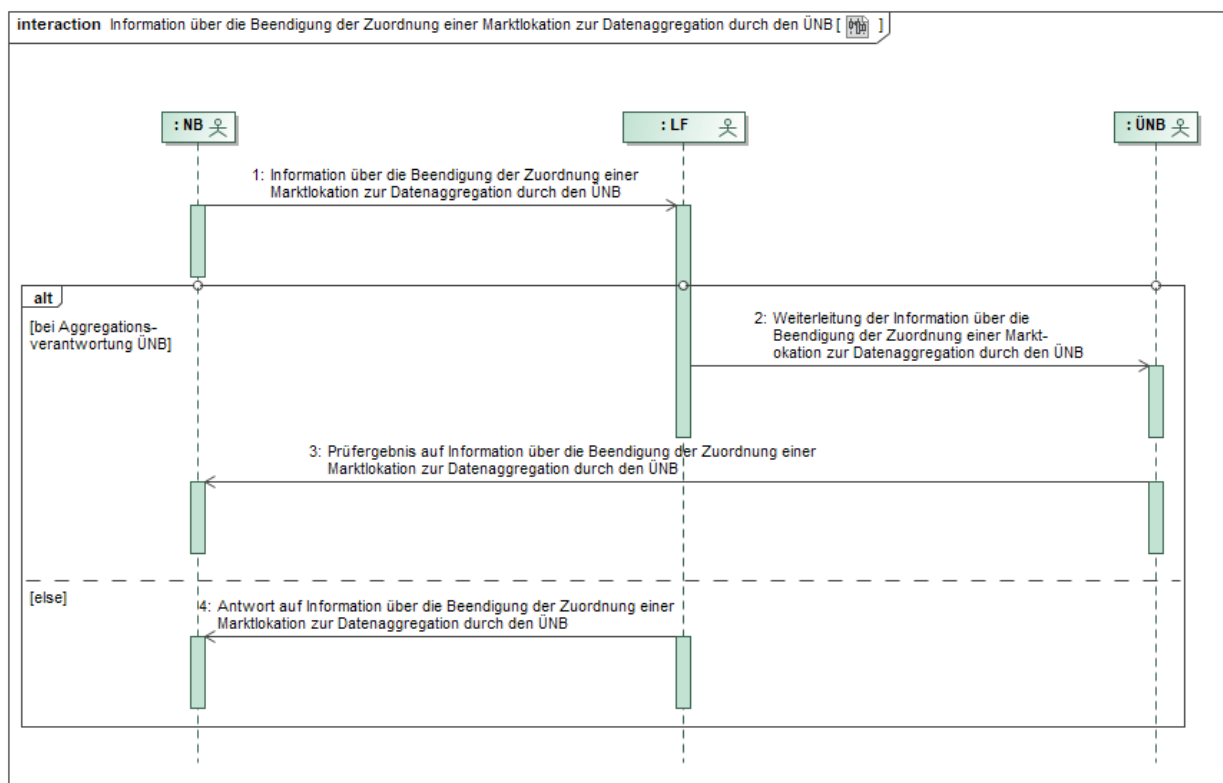 interaction Information über die Beendigung der Zuordnung einer Marktlokation zur Datenaggregation durch den ÜNB [ ]
: NB
: LF
: ÜNB
1: Information über die Beendigung der Zuordnung einer
Marktlokation zur Datenaggregation durch den ÜNB
alt
[bei Aggregations-
verantwortung ÜNB]
2: Weiterleitung der Information über die
Beendigung der Zuordnung einer Markt-
okation zur Datenaggregation durch den ÜNB
3: Prüfergebnis auf Information über die Beendigung der Zuordnung einer
Marktlokation zur Datenaggregation durch den ÜNB
[else]
4: Antwort auf Information über die Beendigung der Zuordnung einer
Marktlokation zur Datenaggregation durch den ÜNB